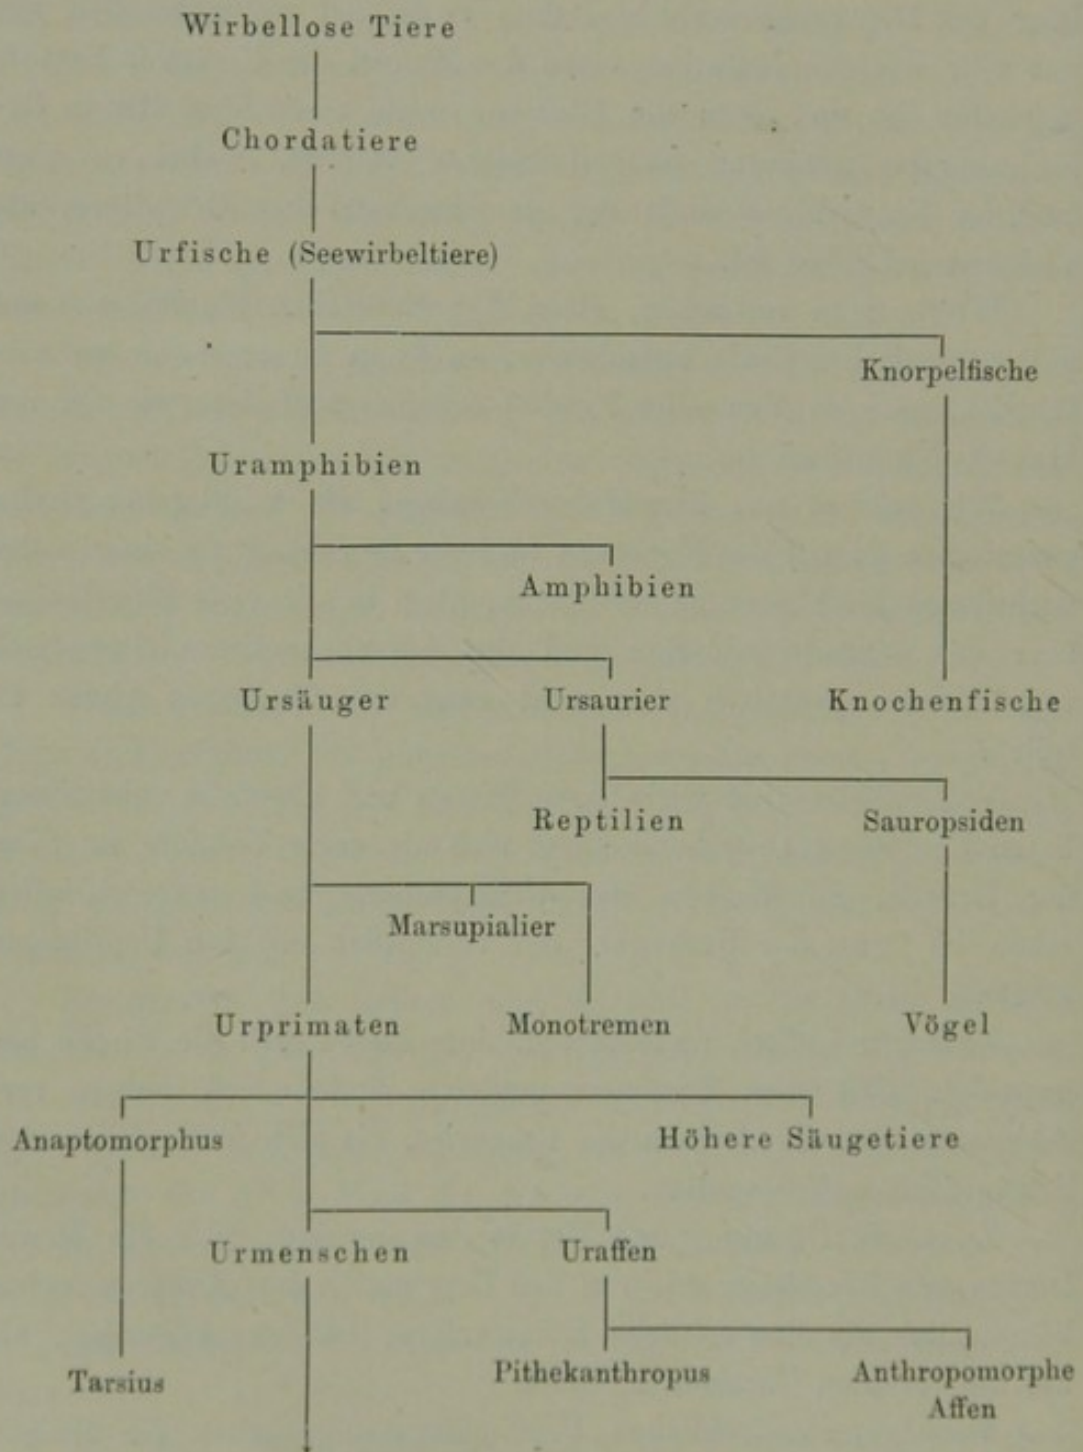 Wirbellose Tiere
Chordatiere
Urfische (Seewirbeltiere)
Knorpelfische
Uramphibien
Amphibien
Ursäuger Ursaurier Knochenfische
Reptilien Sauropsiden
Marsupialier
Urprimaten Monotremen Vögel
Anaptomorphus Höhere Säugetiere
Urmenschen Uraffen
Tarsius Pithekanthropus Anthropomorphe
Affen